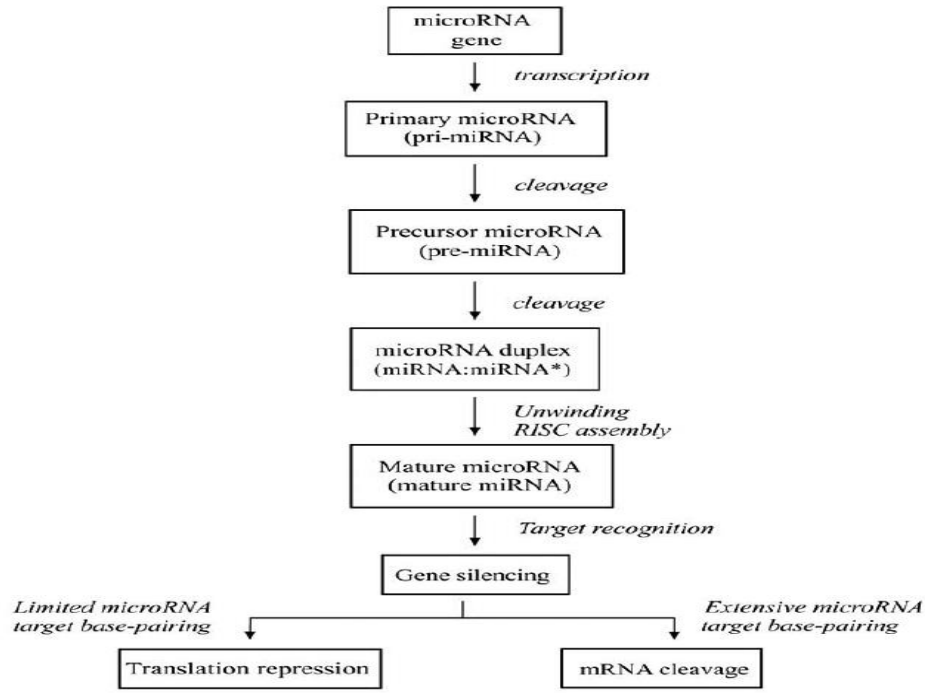 microRNA
gene
transcription
Primary microRNA
(pri-miRNA)
cleavage
Precursor microRNA
(pre-miRNA)
cleavage
microRNA duplex
(miRNA:miRNA*)
Unwinding
RISC assembly
Mature microRNA
(mature miRNA)
Target recognition
Gene silencing
Limited microRNA
target base-pairing
Extensive microRNA
target base-pairing
Translation repression
mRNA cleavage